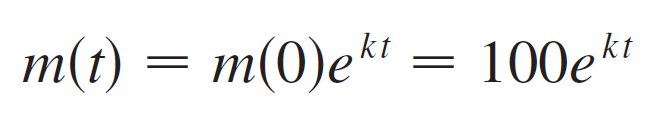 m(t) = m(0)e^{kt} = 100e^{kt}